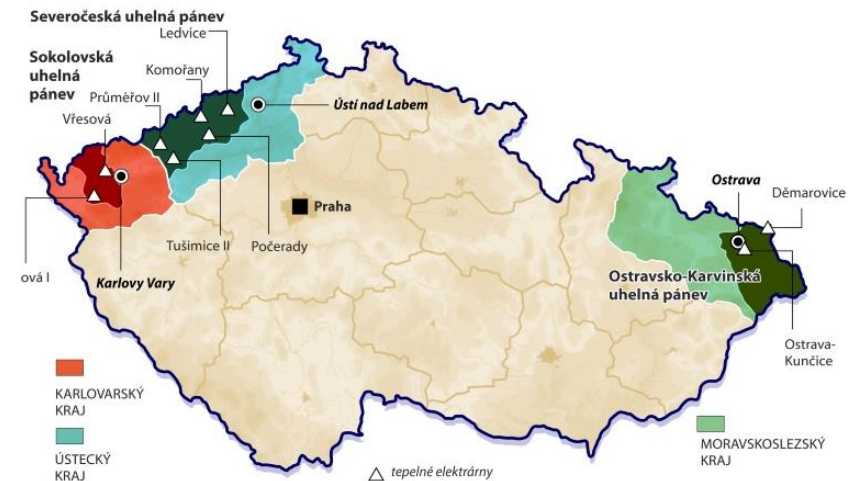 Severočeská uhelná pánev
Ledvice
Sokolovská
uhelná
pánev
Komořany
Průměřov II
Vřesová
Ústí nad Labem
Praha
Tušimice II
Počerady
ová I
Karlovy Vary
Ostrava
Děmarovice
Ostravsko-Karvinská
uhelná pánev
Ostrava-
Kunčice
KARLOVARSKÝ
KRAJ
ÚSTECKÝ
KRAJ
MORAVSKOSLEZSKÝ
KRAJ
tepelné elektrárny